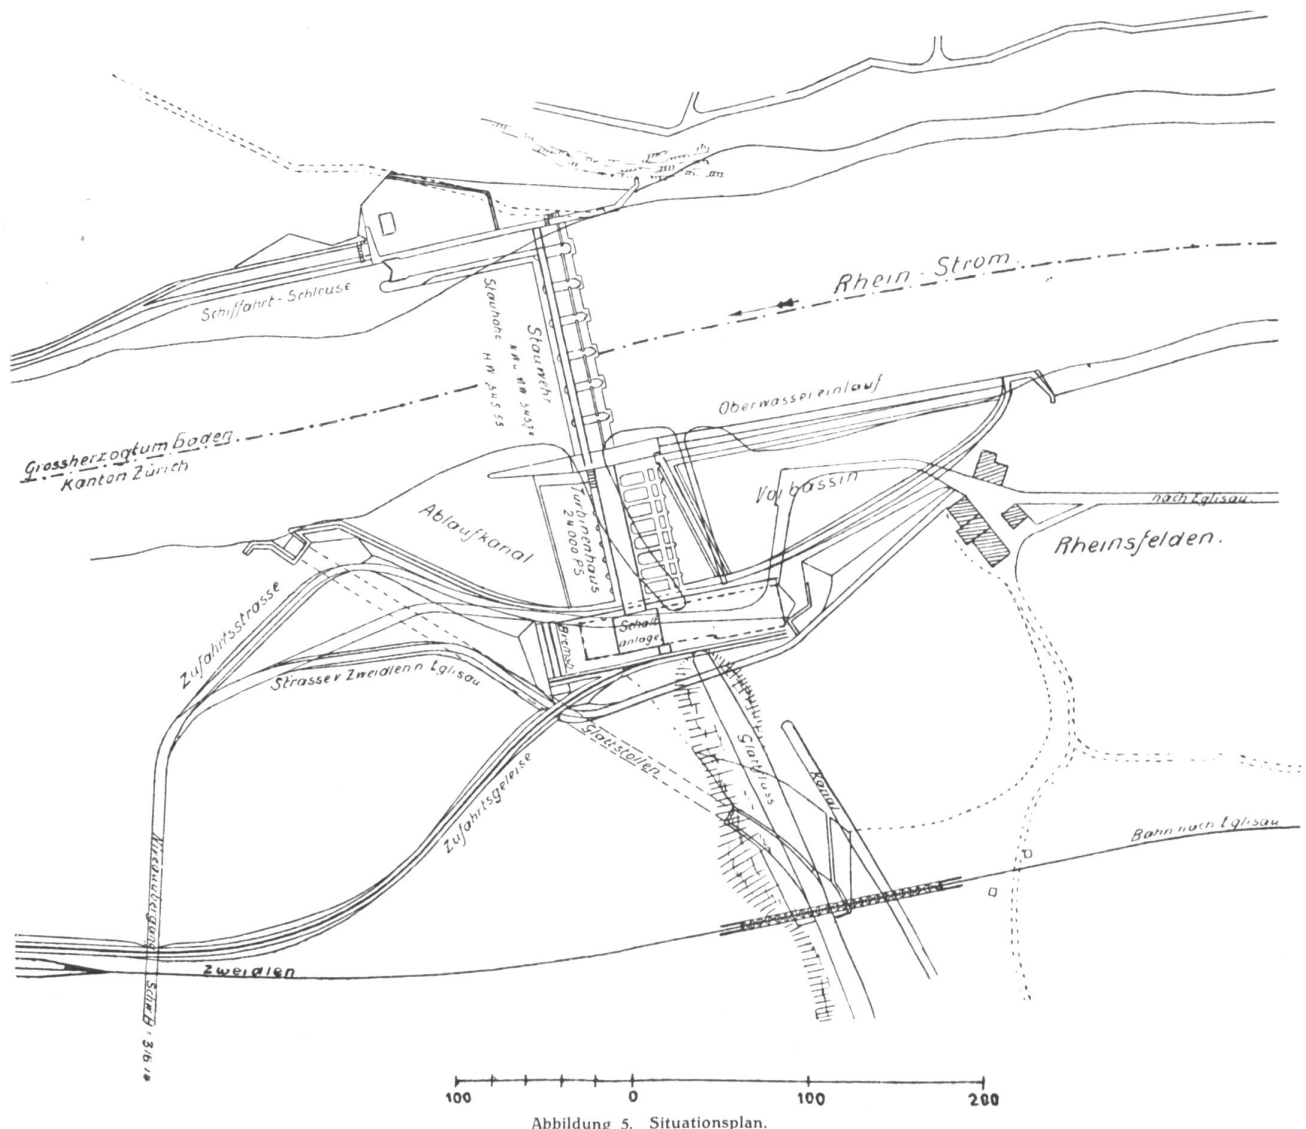 Rhein-Strom.
Schiffahrt-Schleuse
Stauwehr
Stauhöhe
H.W. 345.55
Oberwassereinlauf
Grossherzogtum Baden.
Kanton Zürich
Ablaufkanal
Turbinenhaus
24000 PS
Vorbassin
nach Eglisau.
Rheinsfelden.
Zufahrtsstrasse
Schalt
anlage.
Strasse v Zweidlen n Eglisau
Glattstollen
Glattfluss
Kanal
Zufahrtsgeleise
Bahn nach Eglisau
Zweidlen
100 0 100 200
Abbildung 5. Situationsplan.